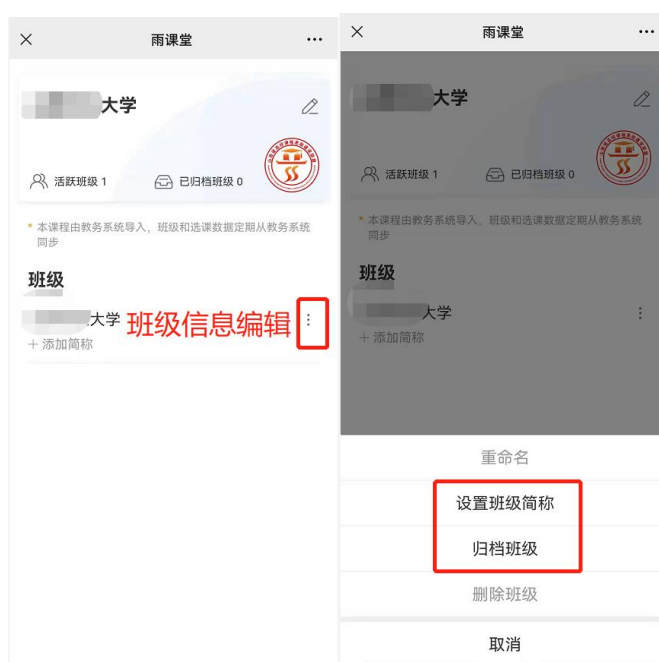 雨课堂
大学
活跃班级 1
已归档班级 0
* 本课程由教务系统导入，班级和选课数据定期从教务系统
同步
班级
大学
班级信息编辑
+ 添加简称
雨课堂
大学
活跃班级 1
已归档班级 0
* 本课程由教务系统导入，班级和选课数据定期从教务系统
同步
班级
大学
+ 添加简称
重命名
设置班级简称
归档班级
删除班级
取消